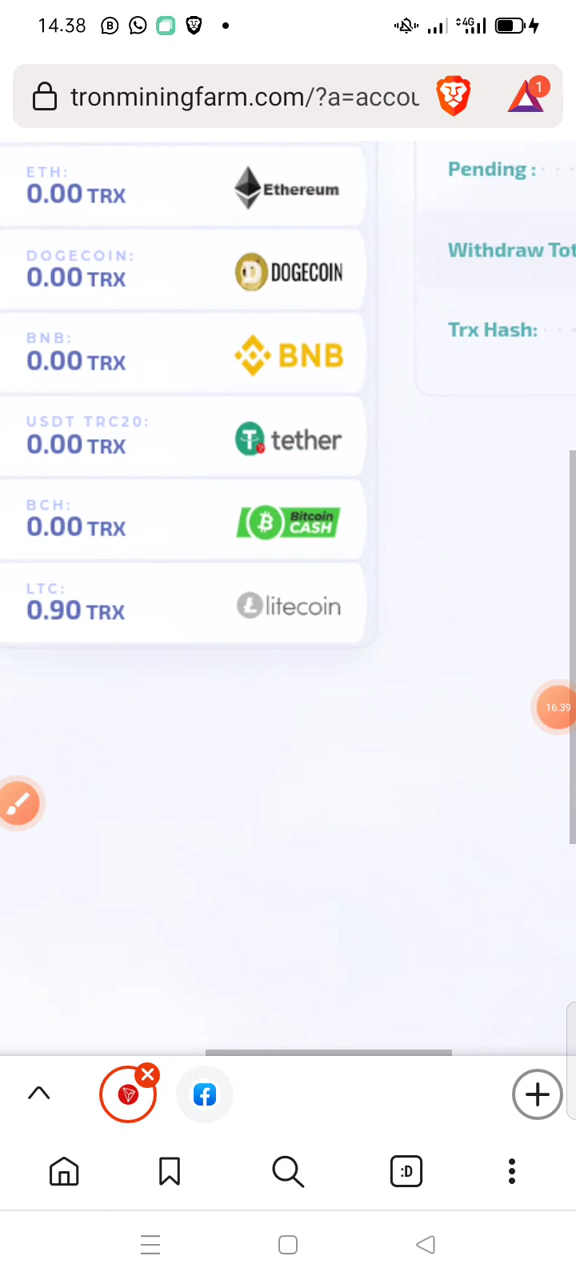 14.38
4G
tronminingfarm.com/?a=accou
1
ETH:
0.00 TRX
Ethereum
Pending :
DOGECOIN:
0.00 TRX
DOGECOIN
Withdraw Tot
BNB:
0.00 TRX
BNB
Trx Hash:
USDT TRC20:
0.00 TRX
tether
BCH:
0.00 TRX
Bitcoin
CASH
LTC:
0.90 TRX
litecoin
16.39
:D